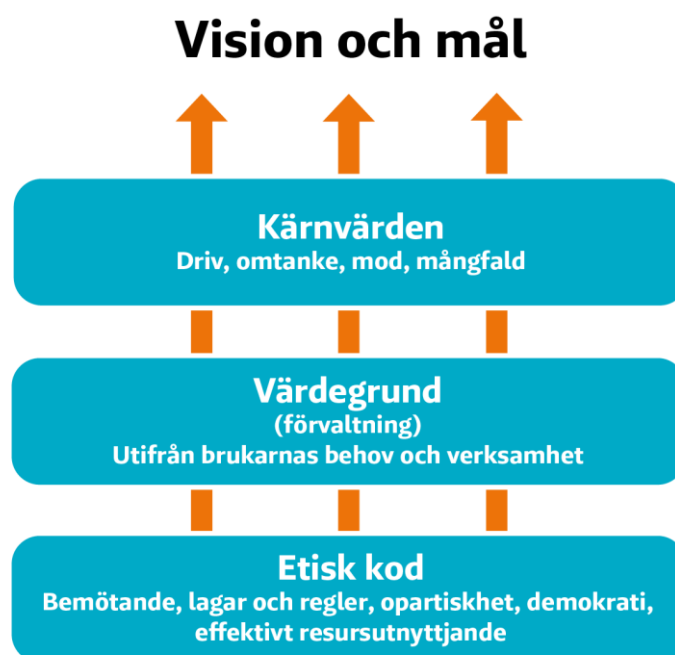 Vision och mål
Kärnvärden
Driv, omtanke, mod, mångfald
Värdegrund
(förvaltning)
Utifrån brukarnas behov och verksamhet
Etisk kod
Bemötande, lagar och regler, opartiskhet, demokrati,
effektivt resursutnyttjande